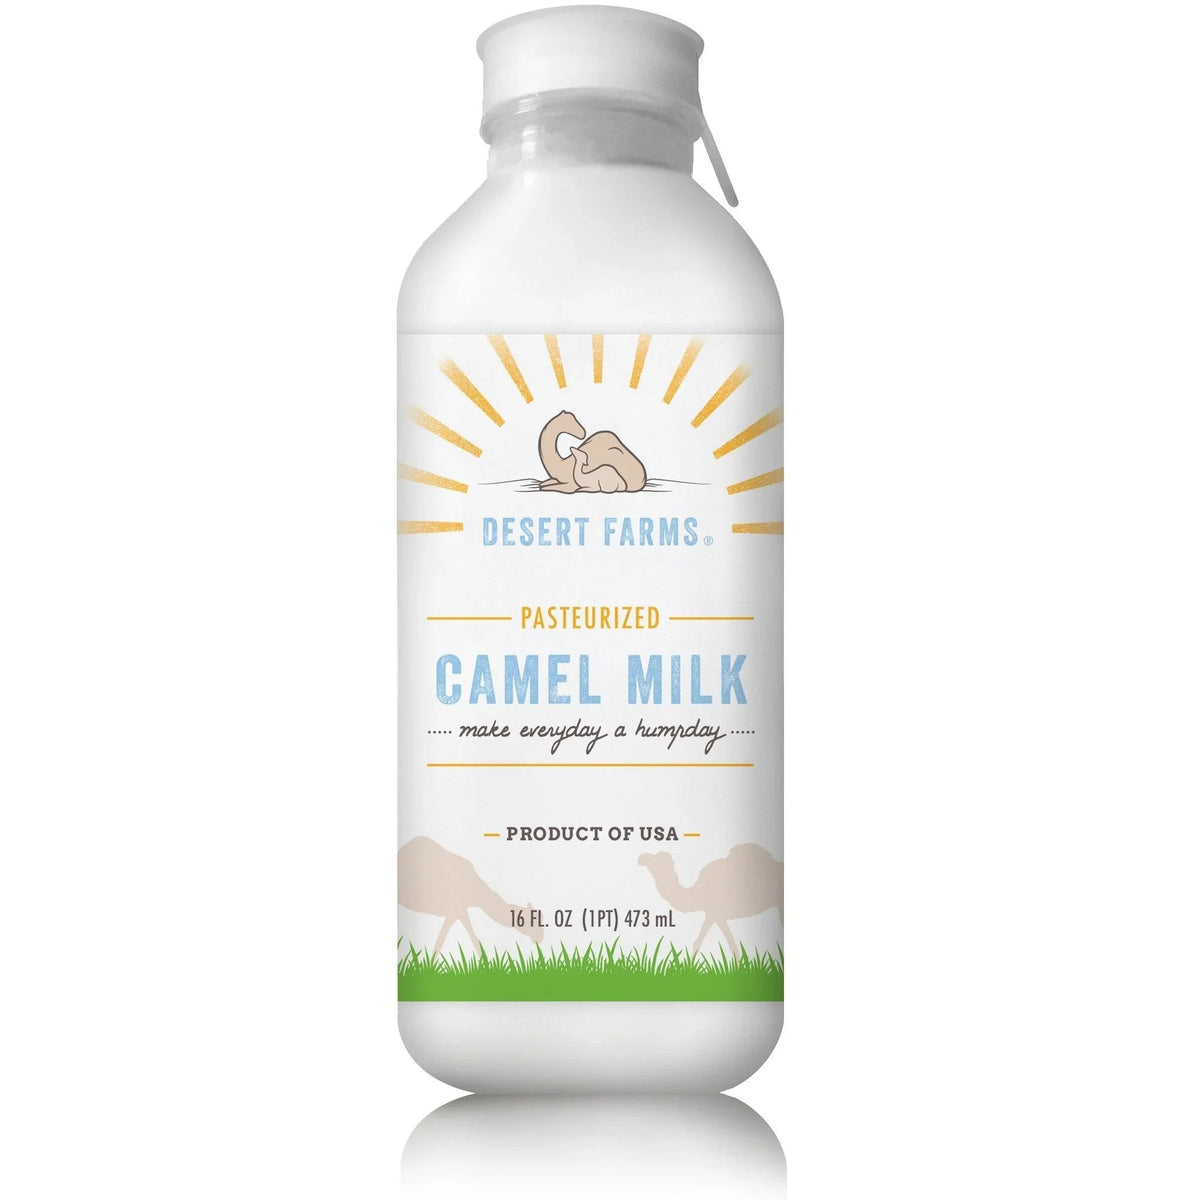 DESERT FARMS®
PASTEURIZED
CAMEL MILK
make everyday a humpday
PRODUCT OF USA
16 FL. OZ (1PT) 473 mL